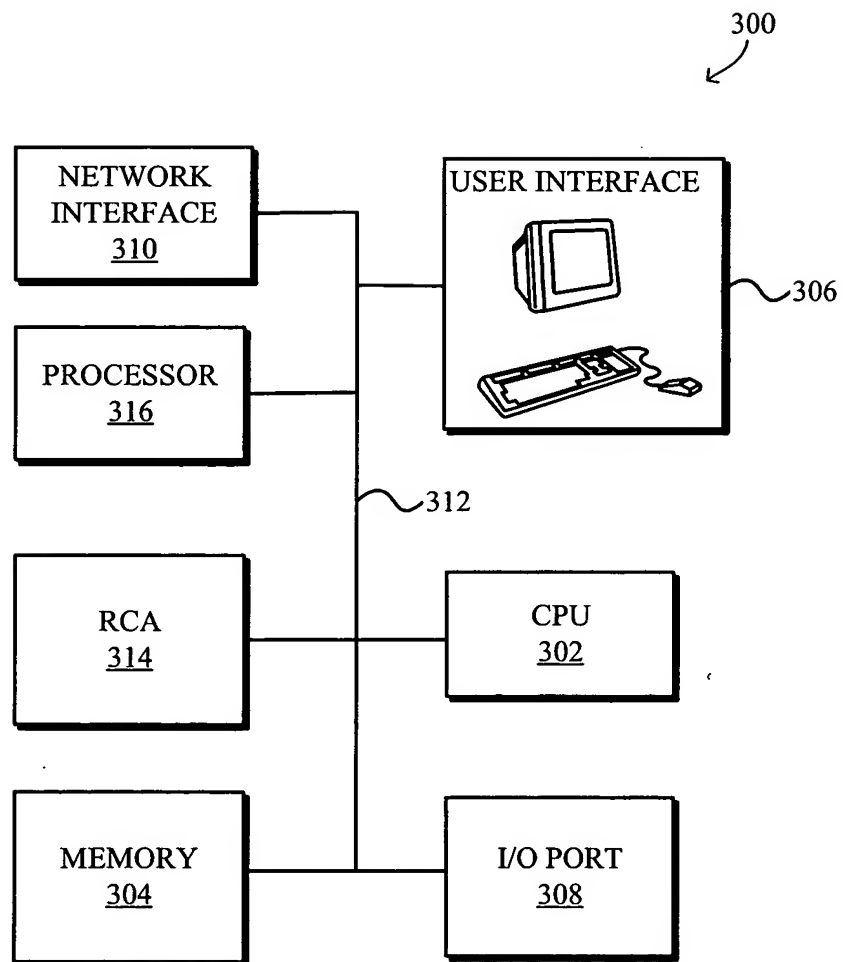 300
NETWORK
INTERFACE
310
USER INTERFACE
306
PROCESSOR
316
312
RCA
314
CPU
302
MEMORY
304
I/O PORT
308